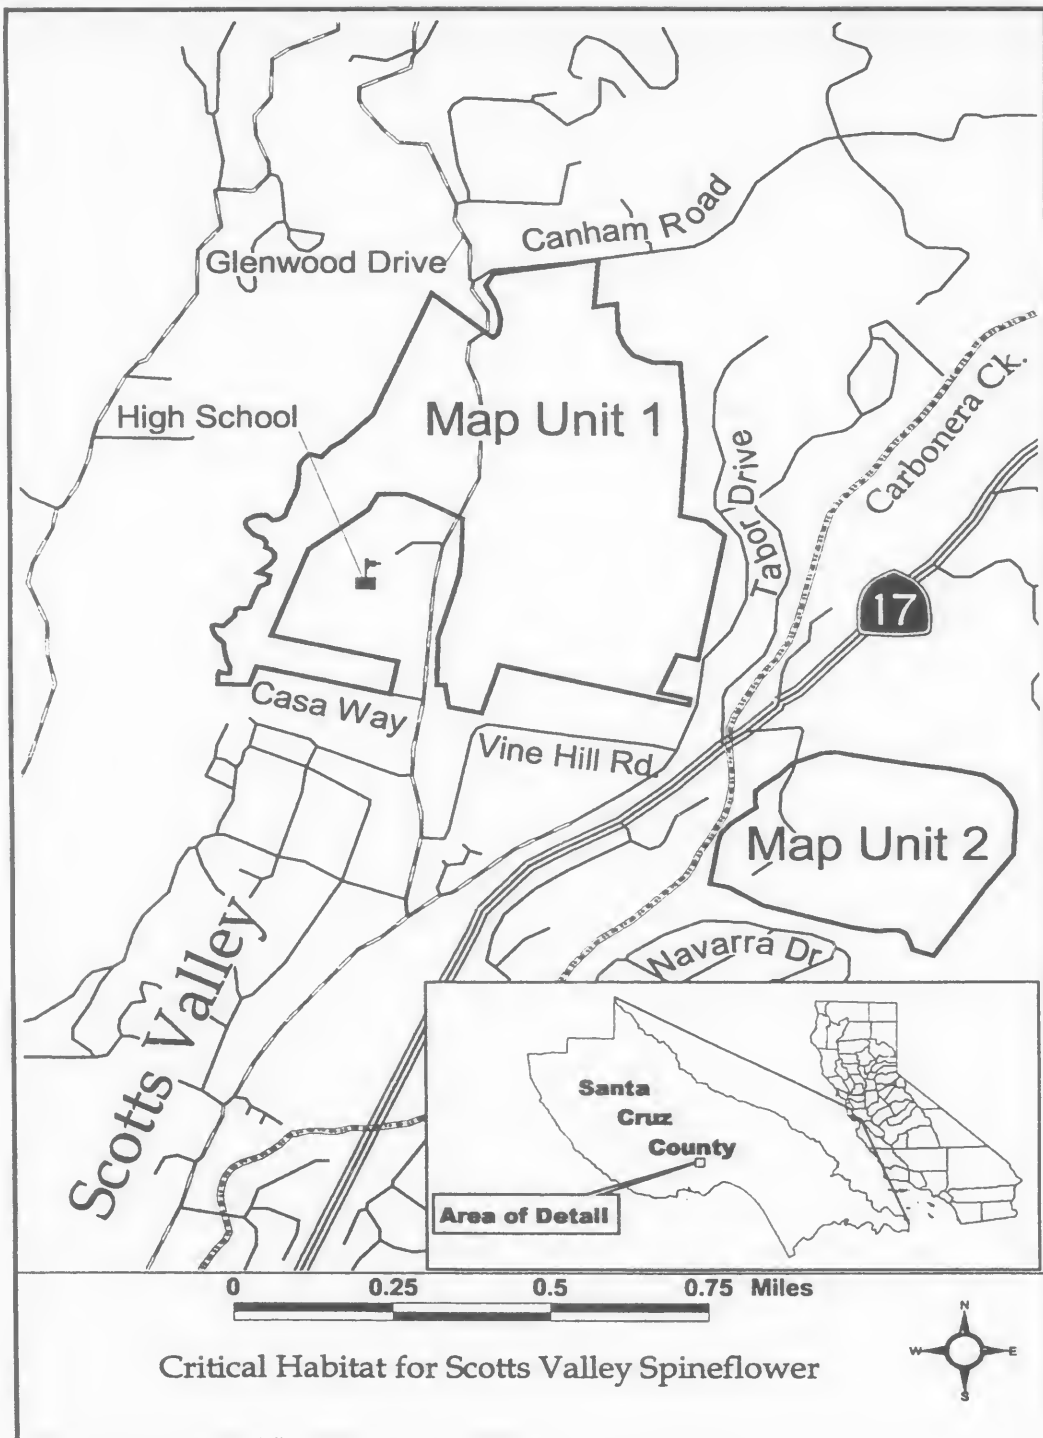 Canham Road
Glenwood Drive
High School
Map Unit 1
Tabor Drive
Carbonera Ck.
17
Casa Way
Vine Hill Rd.
Map Unit 2
Scotts Valley
Navarra Dr
Santa
Cruz
County
Area of Detail
0 0.25 0.5 0.75 Miles
Critical Habitat for Scotts Valley Spineflower
N
W E
S